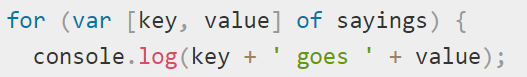 for (var [key, value] of sayings) {
  console.log(key + ' goes ' + value);